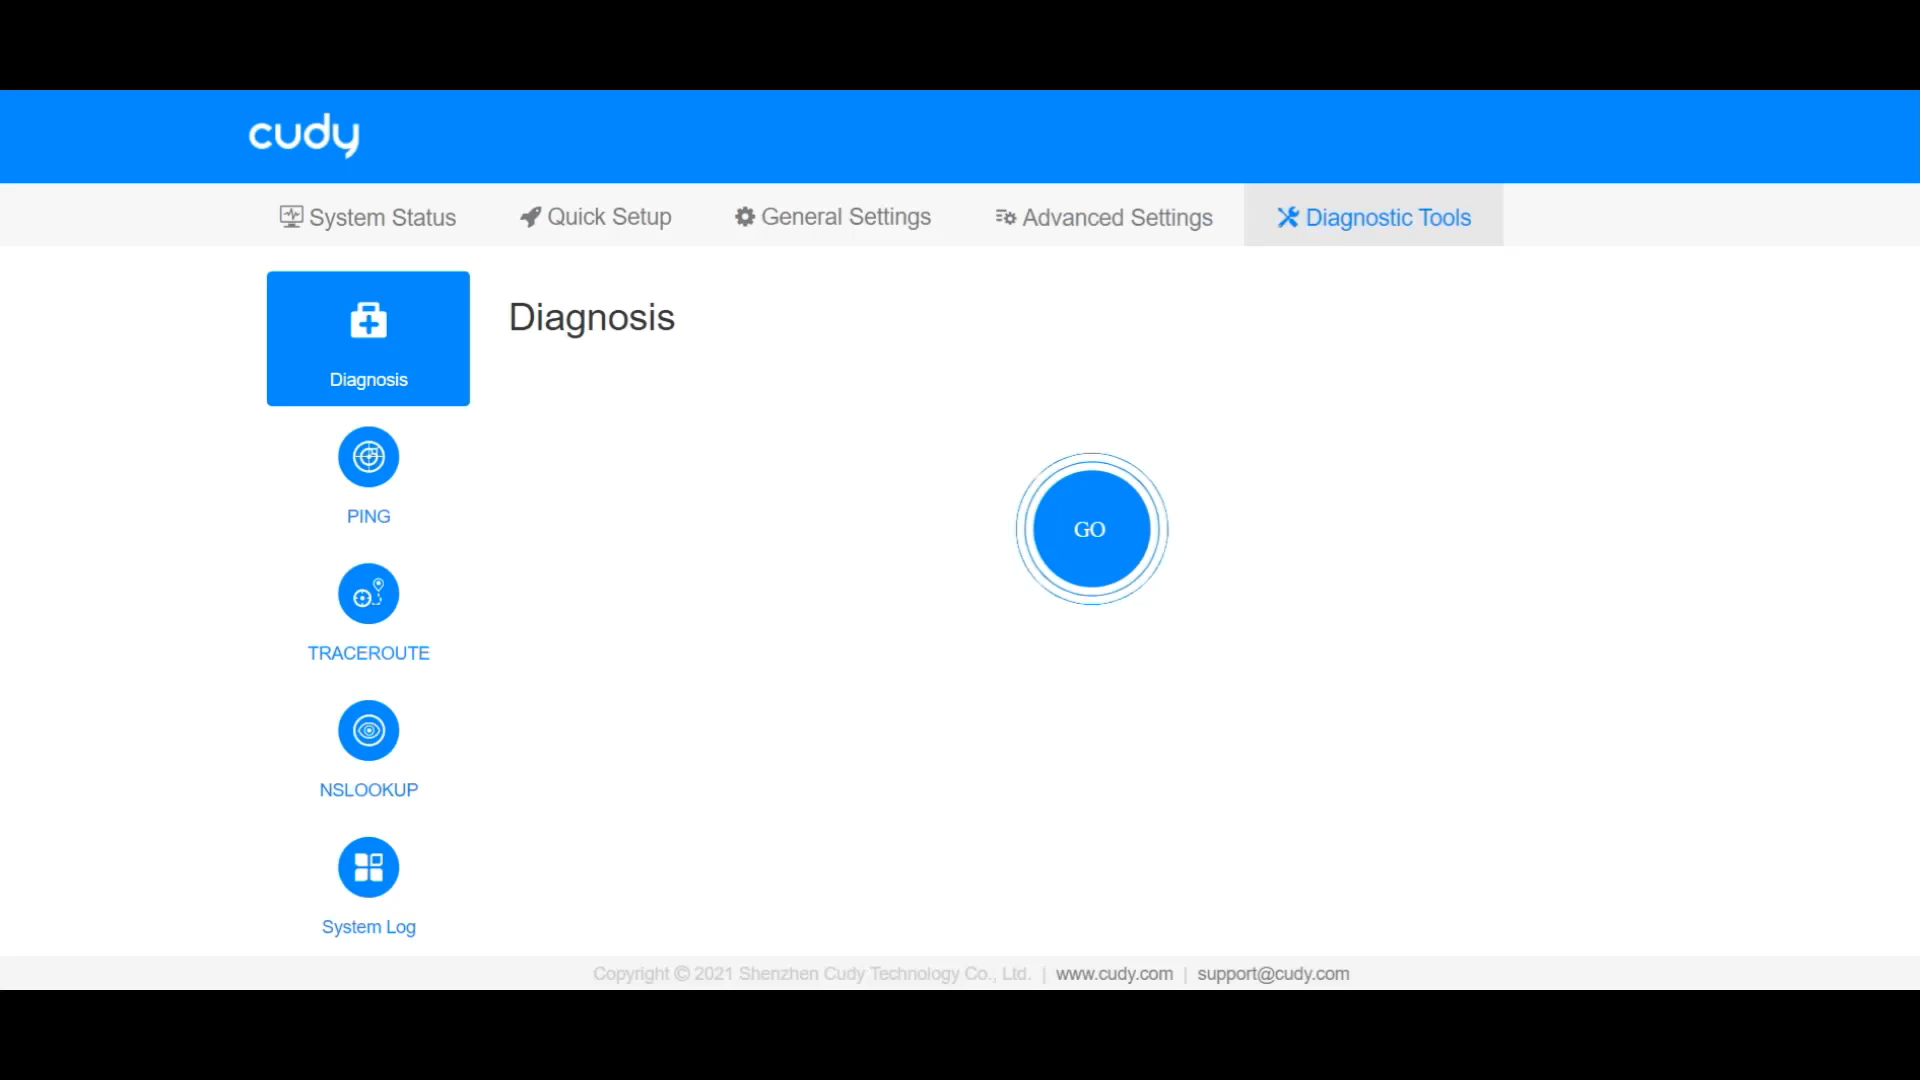 cudy
System Status
Quick Setup
General Settings
Advanced Settings
Diagnostic Tools
Diagnosis
Diagnosis
GO
PING
TRACEROUTE
NSLOOKUP
System Log
Copyright © 2021 Shenzhen Cudy Technology Co., Ltd. | www.cudy.com | support@cudy.com